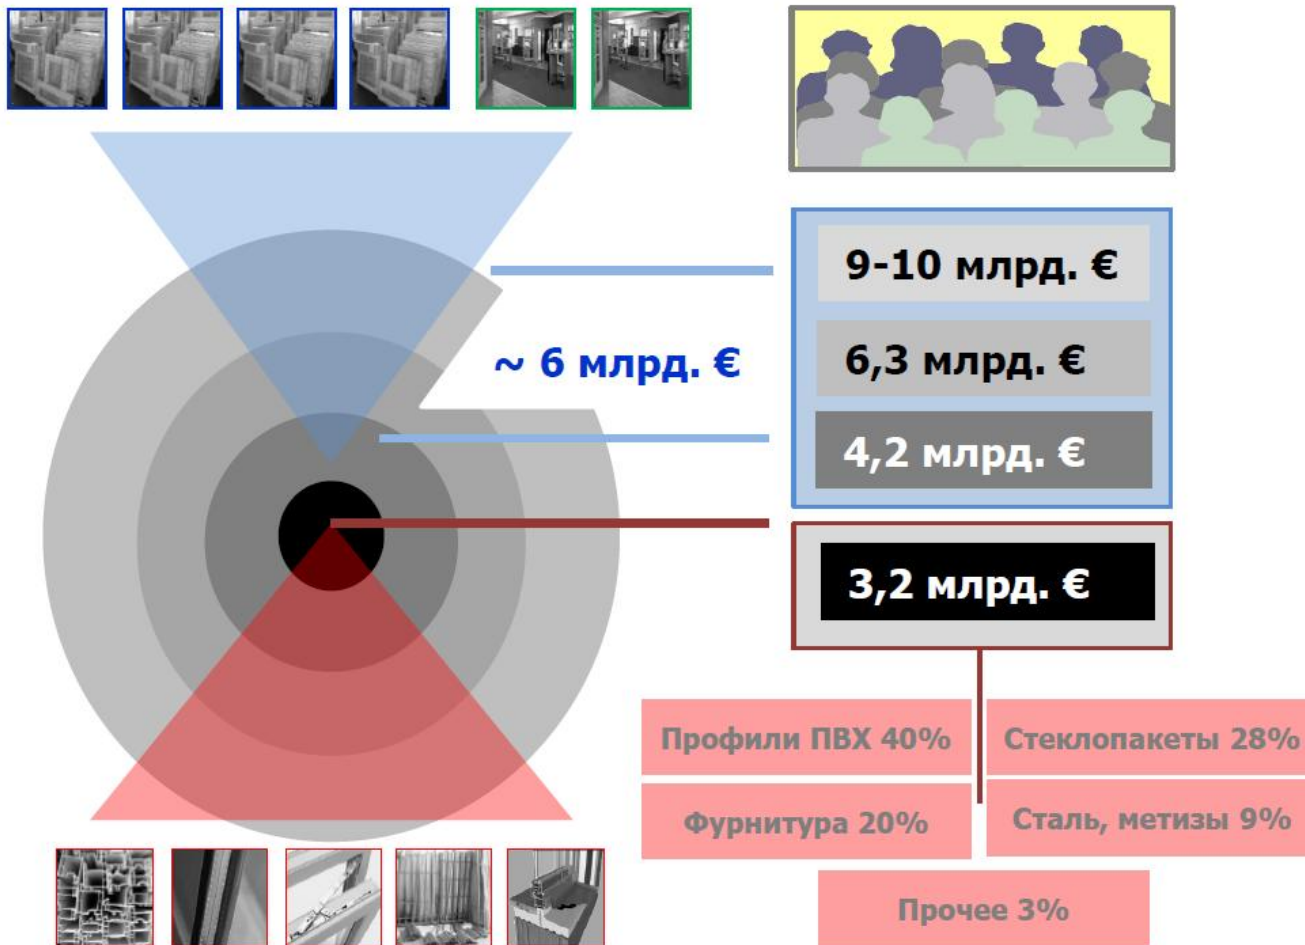 9-10 млрд. €
~ 6 млрд. €
6,3 млрд. €
4,2 млрд. €
3,2 млрд. €
Профили ПВХ 40%
Стеклопакеты 28%
Фурнитура 20%
Сталь, метизы 9%
Прочее 3%